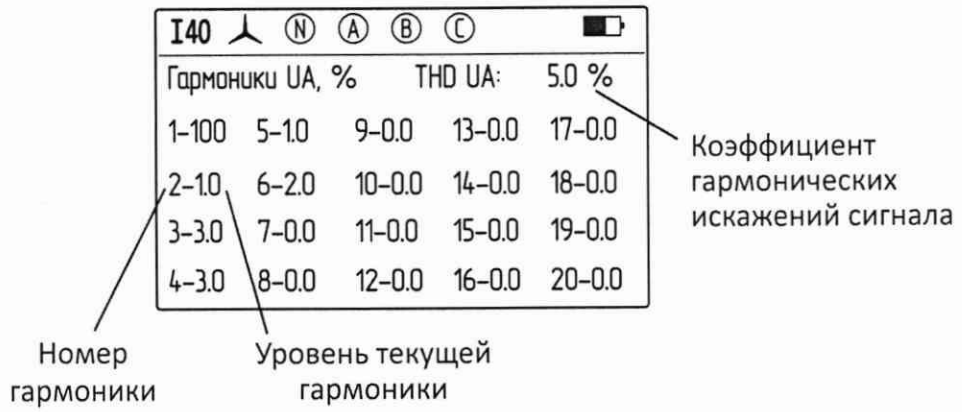 I40 N A B C
Гармоники UA, % THD UA: 5.0 %
1-100 5-1.0 9-0.0 13-0.0 17-0.0
2-1.0 6-2.0 10-0.0 14-0.0 18-0.0
3-3.0 7-0.0 11-0.0 15-0.0 19-0.0
4-3.0 8-0.0 12-0.0 16-0.0 20-0.0
Коэффициент
гармонических
искажений сигнала
Номер
гармоники
Уровень текущей
гармоники